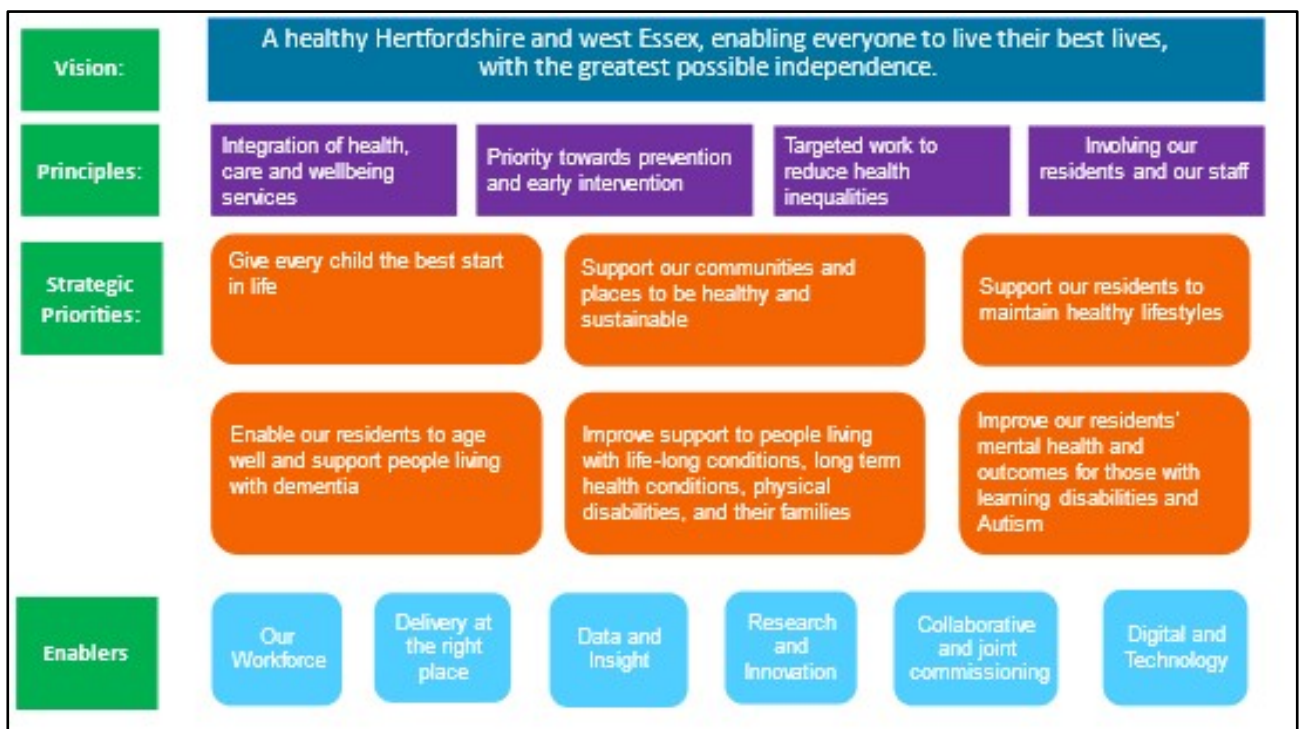 Vision:
A healthy Hertfordshire and west Essex, enabling everyone to live their best lives,
with the greatest possible independence.
Principles:
Integration of health,
care and wellbeing
services
Priority towards prevention
and early intervention
Targeted work to
reduce health
inequalities
Involving our
residents and our staff
Strategic
Priorities:
Give every child the best start
in life
Support our communities and
places to be healthy and
sustainable
Support our residents to
maintain healthy lifestyles
Enable our residents to age
well and support people living
with dementia
Improve support to people living
with life-long conditions, long term
health conditions, physical
disabilities, and their families
Improve our residents'
mental health and
outcomes for those with
learning disabilities and
Autism
Enablers
Our
Workforce
Delivery at
the right
place
Data and
Insight
Research
and
Innovation
Collaborative
and joint
commissioning
Digital and
Technology